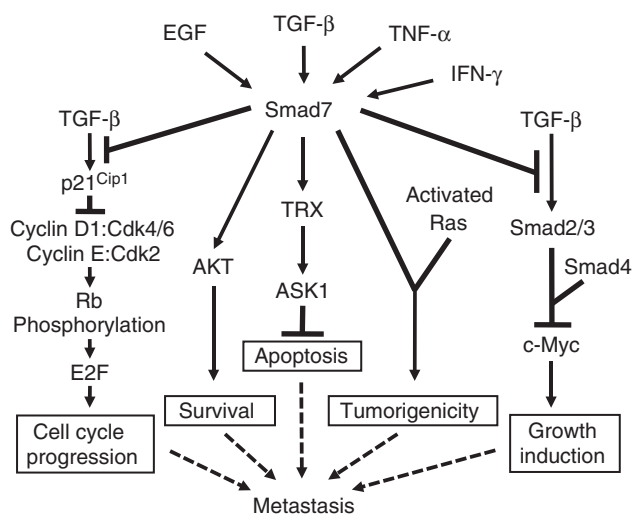 EGF
TGF-β
TNF-α
IFN-γ
Smad7
TGF-β
TGF-β
p21Cip1
Activated
Ras
TRX
Cyclin D1:Cdk4/6
Cyclin E:Cdk2
Smad2/3
AKT
Smad4
ASK1
Rb
Phosphorylation
c-Myc
Apoptosis
E2F
Survival
Tumorigenicity
Cell cycle
progression
Growth
induction
Metastasis